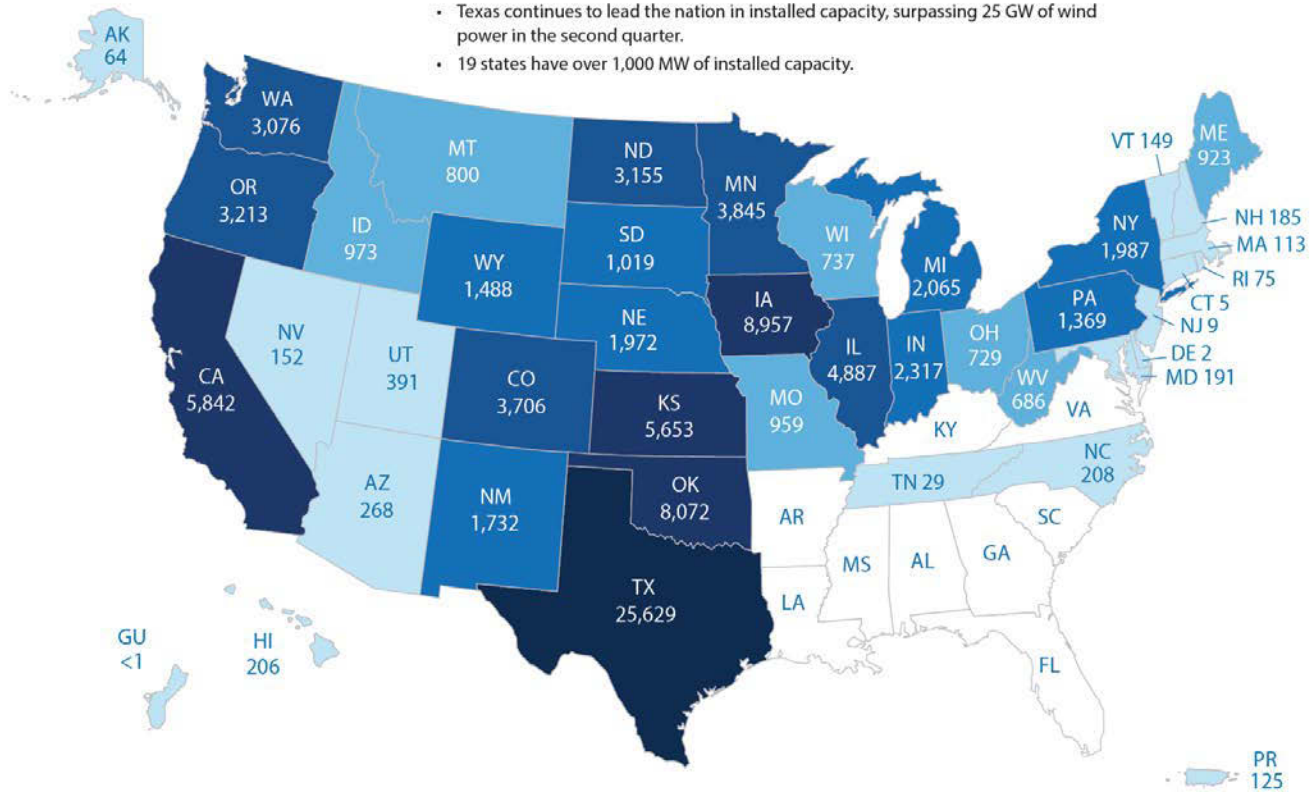 • Texas continues to lead the nation in installed capacity, surpassing 25 GW of wind
power in the second quarter.
• 19 states have over 1,000 MW of installed capacity.
AK
64
WA
3,076
OR
3,213
CA
5,842
ID
973
NV
152
MT
800
WY
1,488
UT
391
AZ
268
CO
3,706
NM
1,732
ND
3,155
SD
1,019
NE
1,972
KS
5,653
OK
8,072
TX
25,629
MN
3,845
IA
8,957
MO
959
AR
LA
WI
737
IL
4,887
MI
2,065
IN
2,317
OH
729
KY
WV
686
VA
TN 29
NC
208
SC
MS
AL
GA
FL
PA
1,369
NY
1,987
VT 149
ME
923
NH 185
MA 113
RI 75
CT 5
NJ 9
DE 2
MD 191
GU
<1
HI
206
PR
125